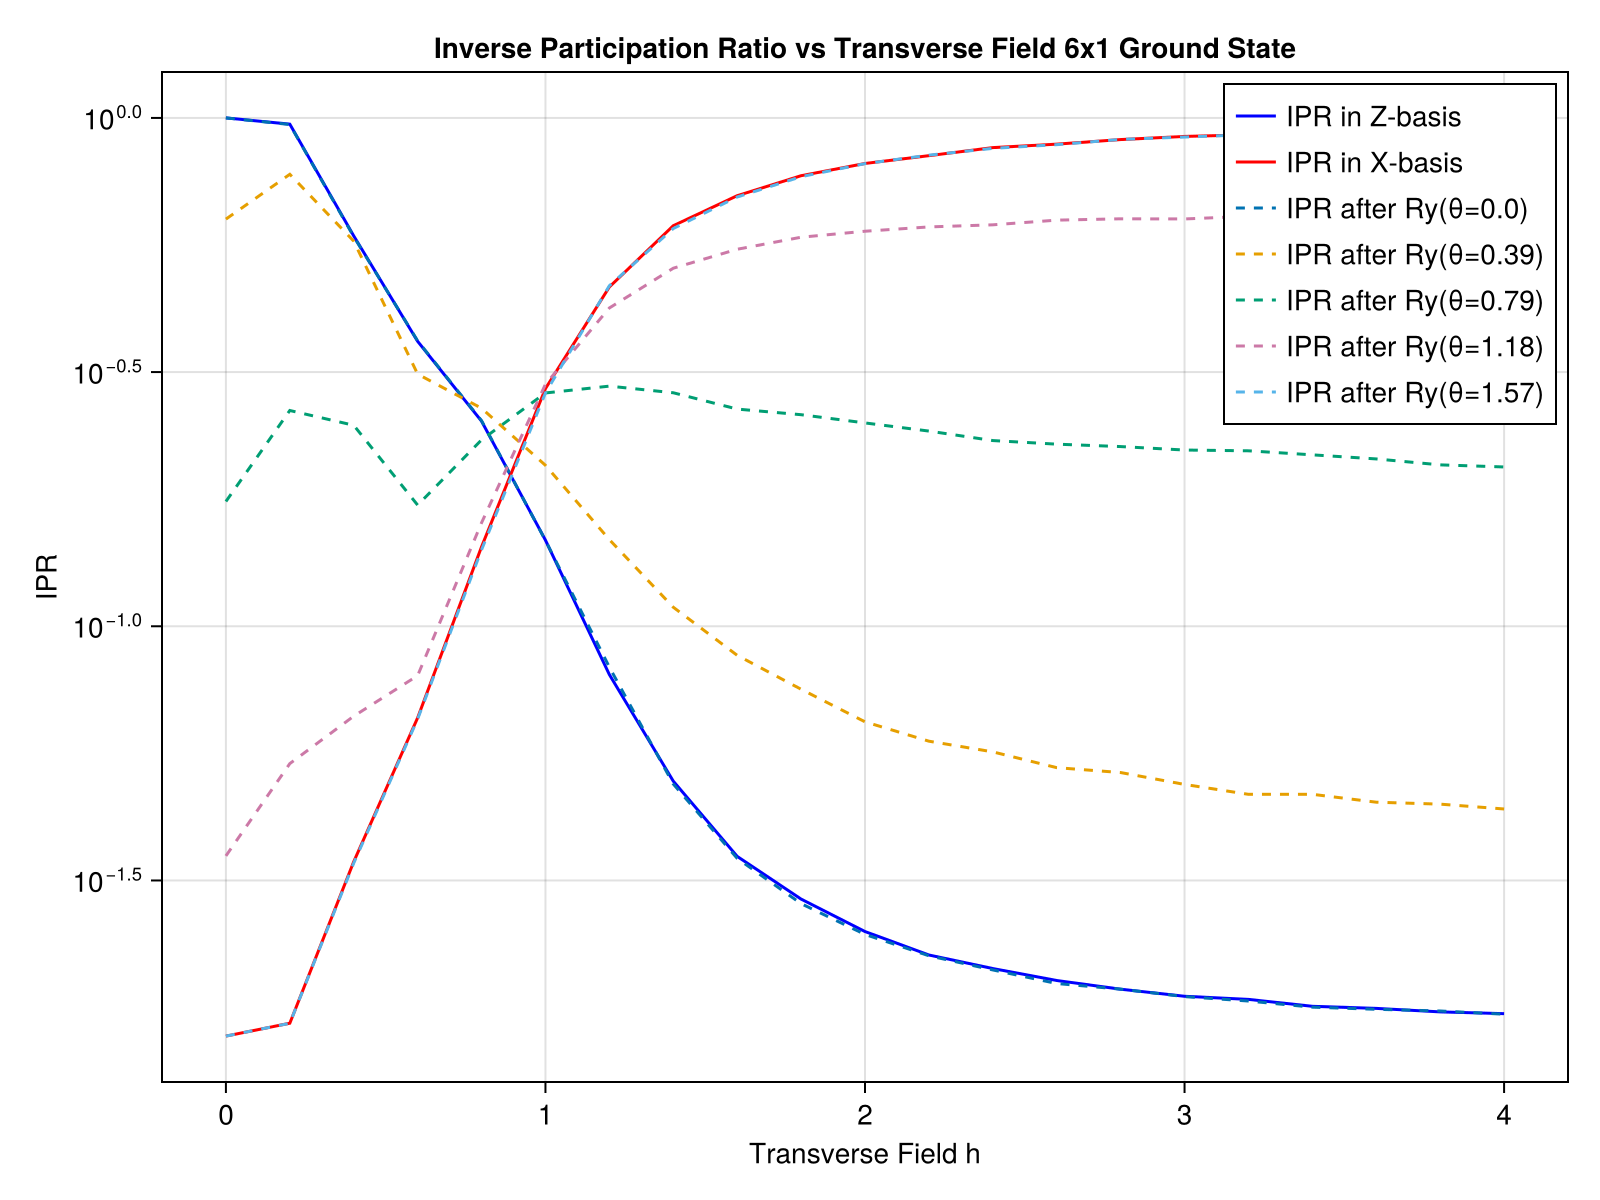 Inverse Participation Ratio vs Transverse Field 6x1 Ground State
IPR in Z-basis
IPR in X-basis
IPR after Ry(θ=0.0)
IPR after Ry(θ=0.39)
IPR after Ry(θ=0.79)
IPR after Ry(θ=1.18)
IPR after Ry(θ=1.57)
10^0.0
10^−0.5
10^−1.0
10^−1.5
IPR
0 1 2 3 4
Transverse Field h